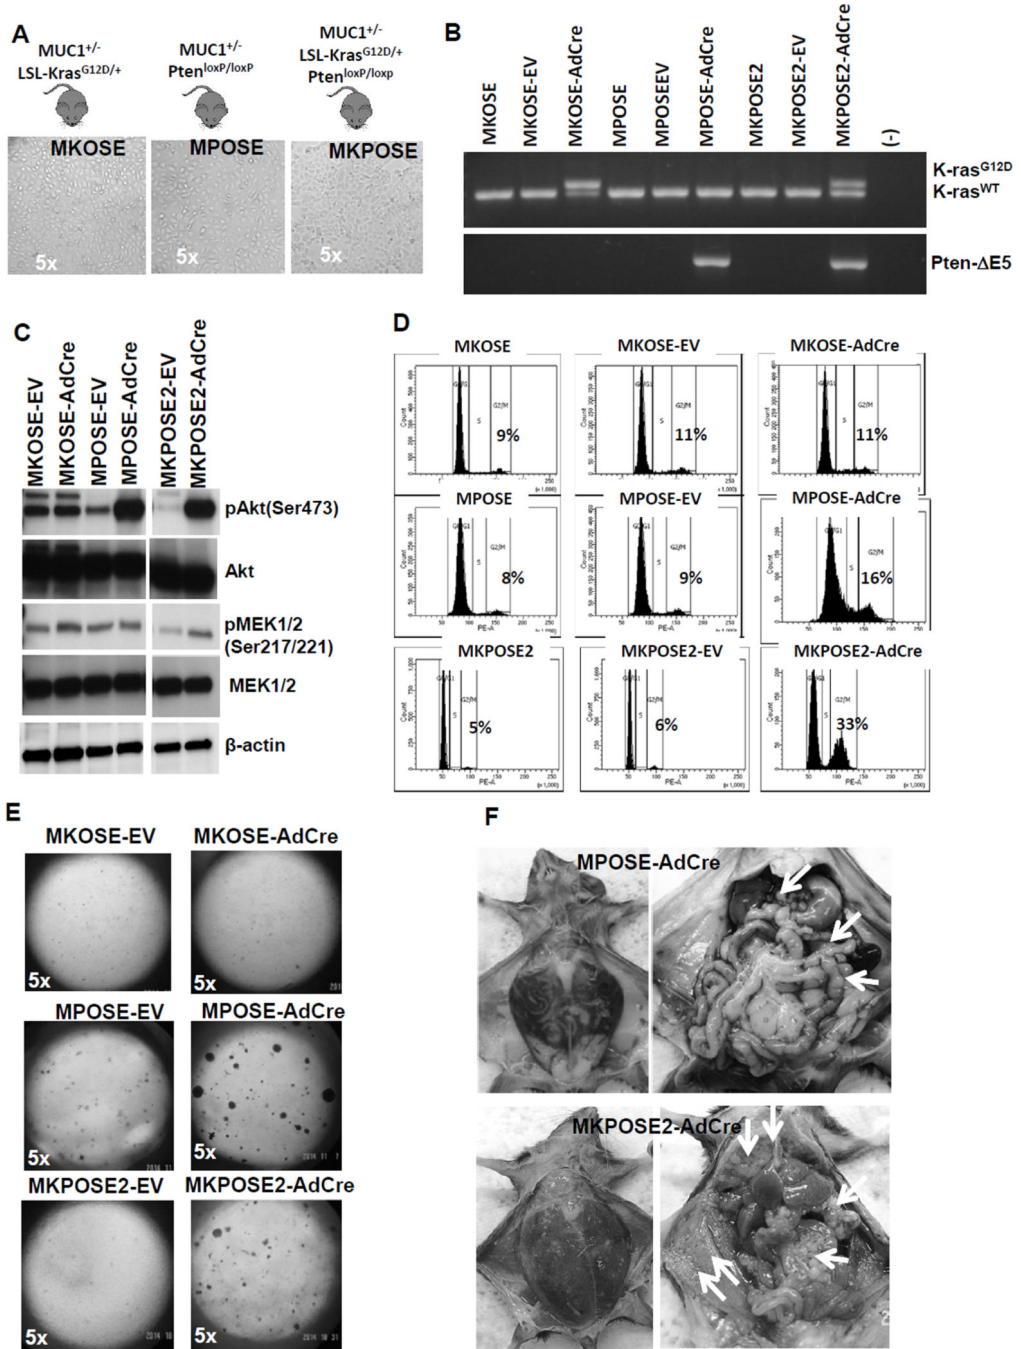 A
MUC1+/-
LSL-KrasG12D/+
MUC1+/-
PtenloxP/loxP
MUC1+/-
LSL-KrasG12D/+
PtenloxP/loxp
MKOSE
MPOSE
MKPOSE
5x
5x
5x
B
MKOSE
MKOSE-EV
MKOSE-AdCre
MPOSE
MPOSEEV
MPOSE-AdCre
MKPOSE2
MKPOSE2-EV
MKPOSE2-AdCre
(-)
K-rasG12D
K-rasWT
Pten-ΔE5
C
MKOSE-EV
MKOSE-AdCre
MPOSE-EV
MPOSE-AdCre
MKPOSE2-EV
MKPOSE2-AdCre
pAkt(Ser473)
Akt
pMEK1/2
(Ser217/221)
MEK1/2
β-actin
D
MKOSE
MKOSE-EV
MKOSE-AdCre
9%
11%
11%
MPOSE
MPOSE-EV
MPOSE-AdCre
8%
9%
16%
MKPOSE2
MKPOSE2-EV
MKPOSE2-AdCre
5%
6%
33%
E
MKOSE-EV
MKOSE-AdCre
5x
5x
MPOSE-EV
MPOSE-AdCre
5x
5x
MKPOSE2-EV
MKPOSE2-AdCre
5x
5x
F
MPOSE-AdCre
MKPOSE2-AdCre